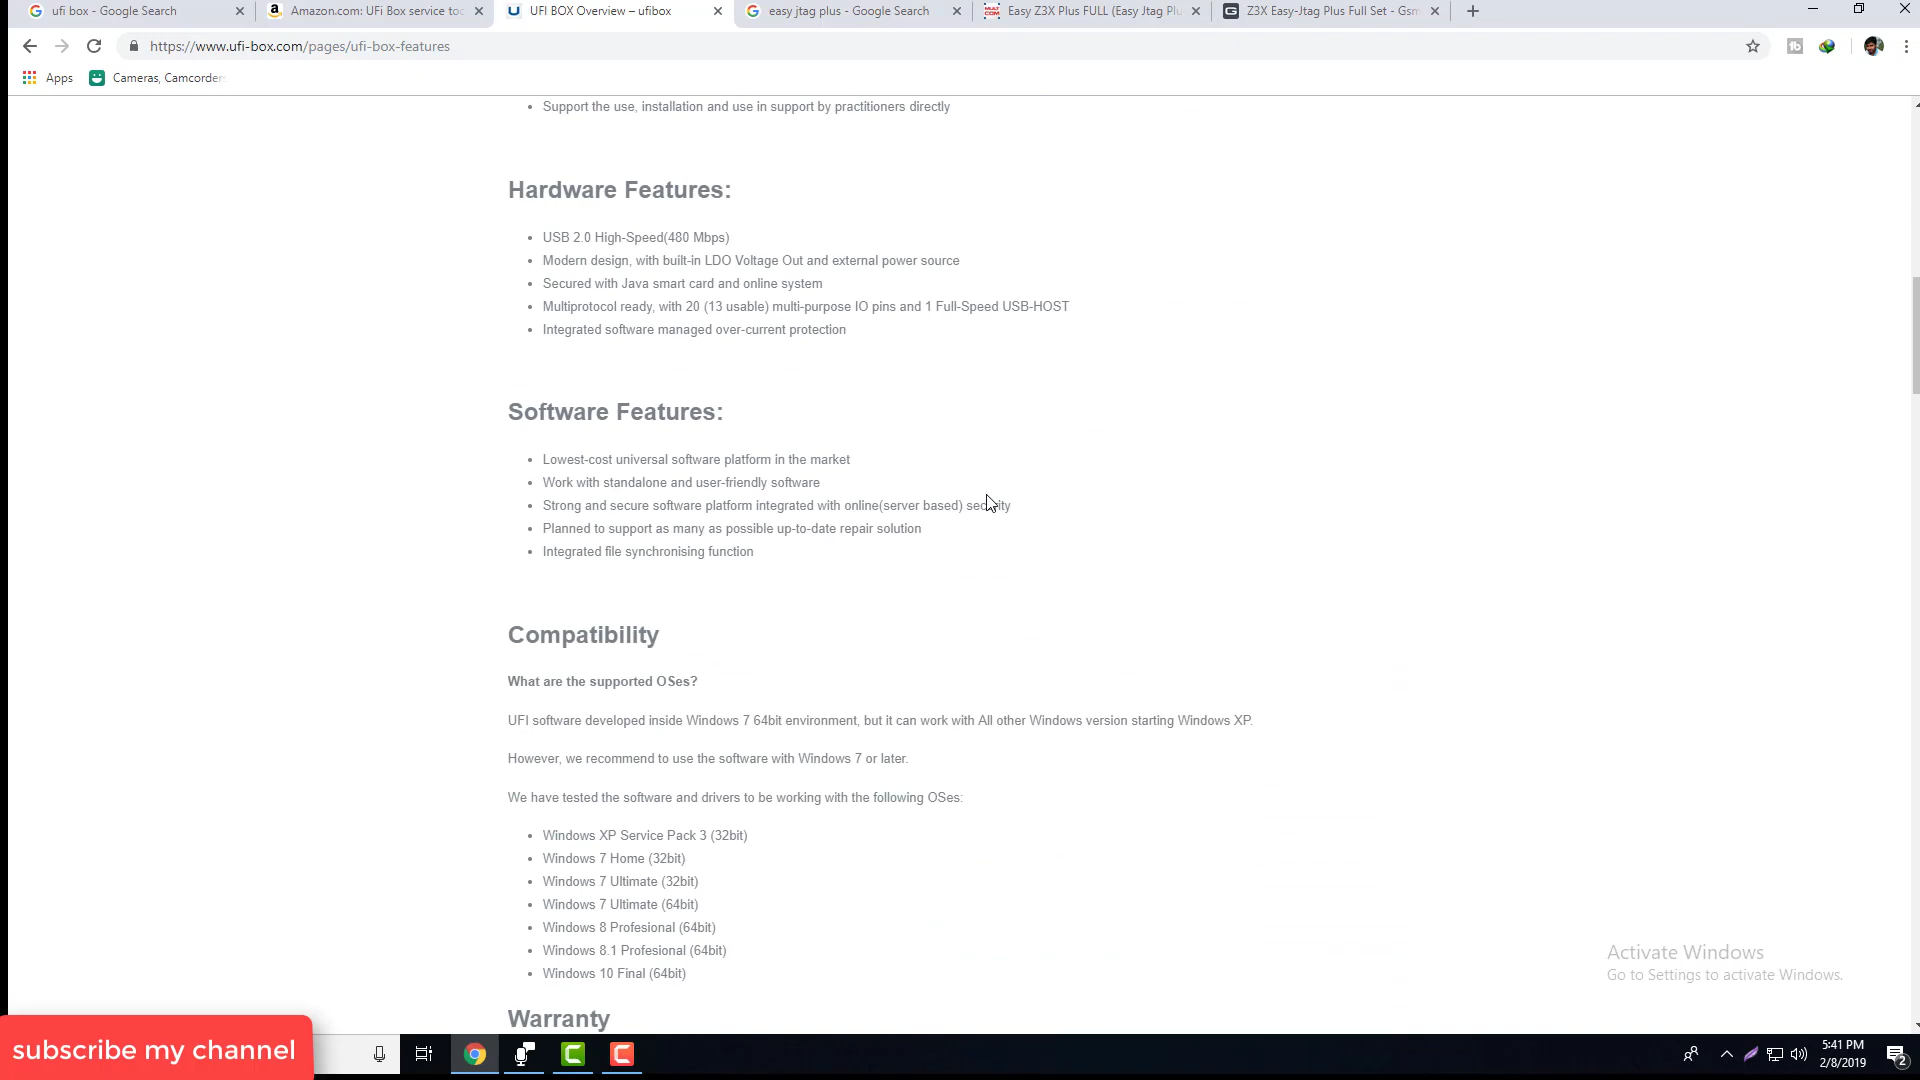 ufi box - Google Search
Amazon.com: UFi Box service too
UFI BOX Overview – ufibox
easy jtag plus - Google Search
Easy Z3X Plus FULL (Easy Jtag Plu
Z3X Easy-Jtag Plus Full Set - Gsm
https://www.ufi-box.com/pages/ufi-box-features
Apps
Cameras, Camcorders
Support the use, installation and use in support by practitioners directly
Hardware Features:
USB 2.0 High-Speed(480 Mbps)
Modern design, with built-in LDO Voltage Out and external power source
Secured with Java smart card and online system
Multiprotocol ready, with 20 (13 usable) multi-purpose IO pins and 1 Full-Speed USB-HOST
Integrated software managed over-current protection
Software Features:
Lowest-cost universal software platform in the market
Work with standalone and user-friendly software
Strong and secure software platform integrated with online(server based) security
Planned to support as many as possible up-to-date repair solution
Integrated file synchronising function
Compatibility
What are the supported OSes?
UFI software developed inside Windows 7 64bit environment, but it can work with All other Windows version starting Windows XP.
However, we recommend to use the software with Windows 7 or later.
We have tested the software and drivers to be working with the following OSes:
Windows XP Service Pack 3 (32bit)
Windows 7 Home (32bit)
Windows 7 Ultimate (32bit)
Windows 7 Ultimate (64bit)
Windows 8 Profesional (64bit)
Windows 8.1 Profesional (64bit)
Windows 10 Final (64bit)
Activate Windows
Go to Settings to activate Windows.
Warranty
subscribe my channel
5:41 PM
2/8/2019
2